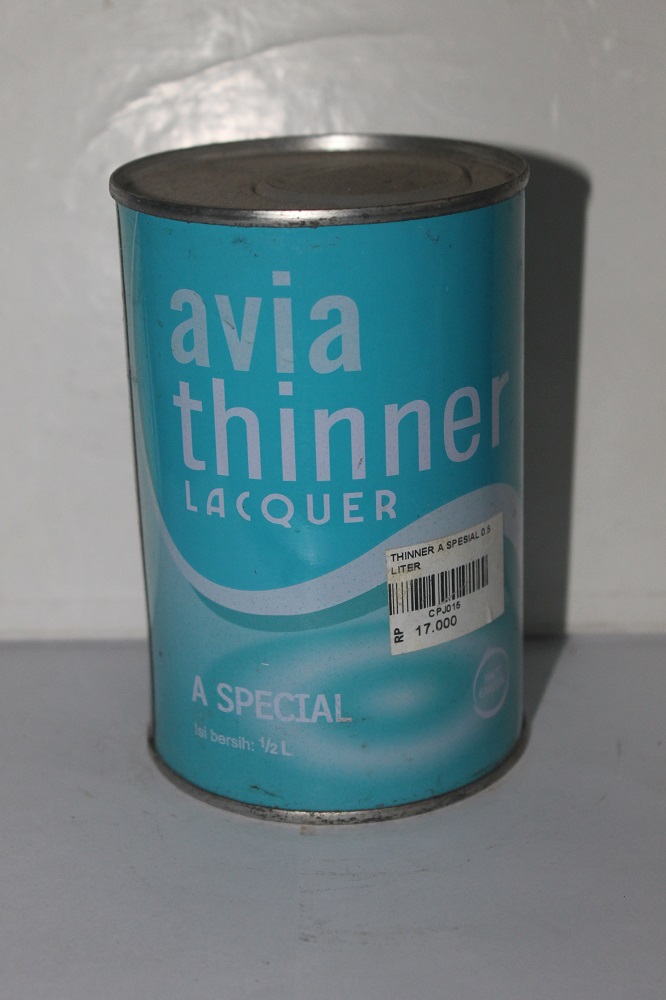 avia
thinner
LACQUER
THINNER A SPESIAL 0.5
LITER
CPJ015
Rp 17.000
A SPECIAL
Isi bersih: 1/2 L